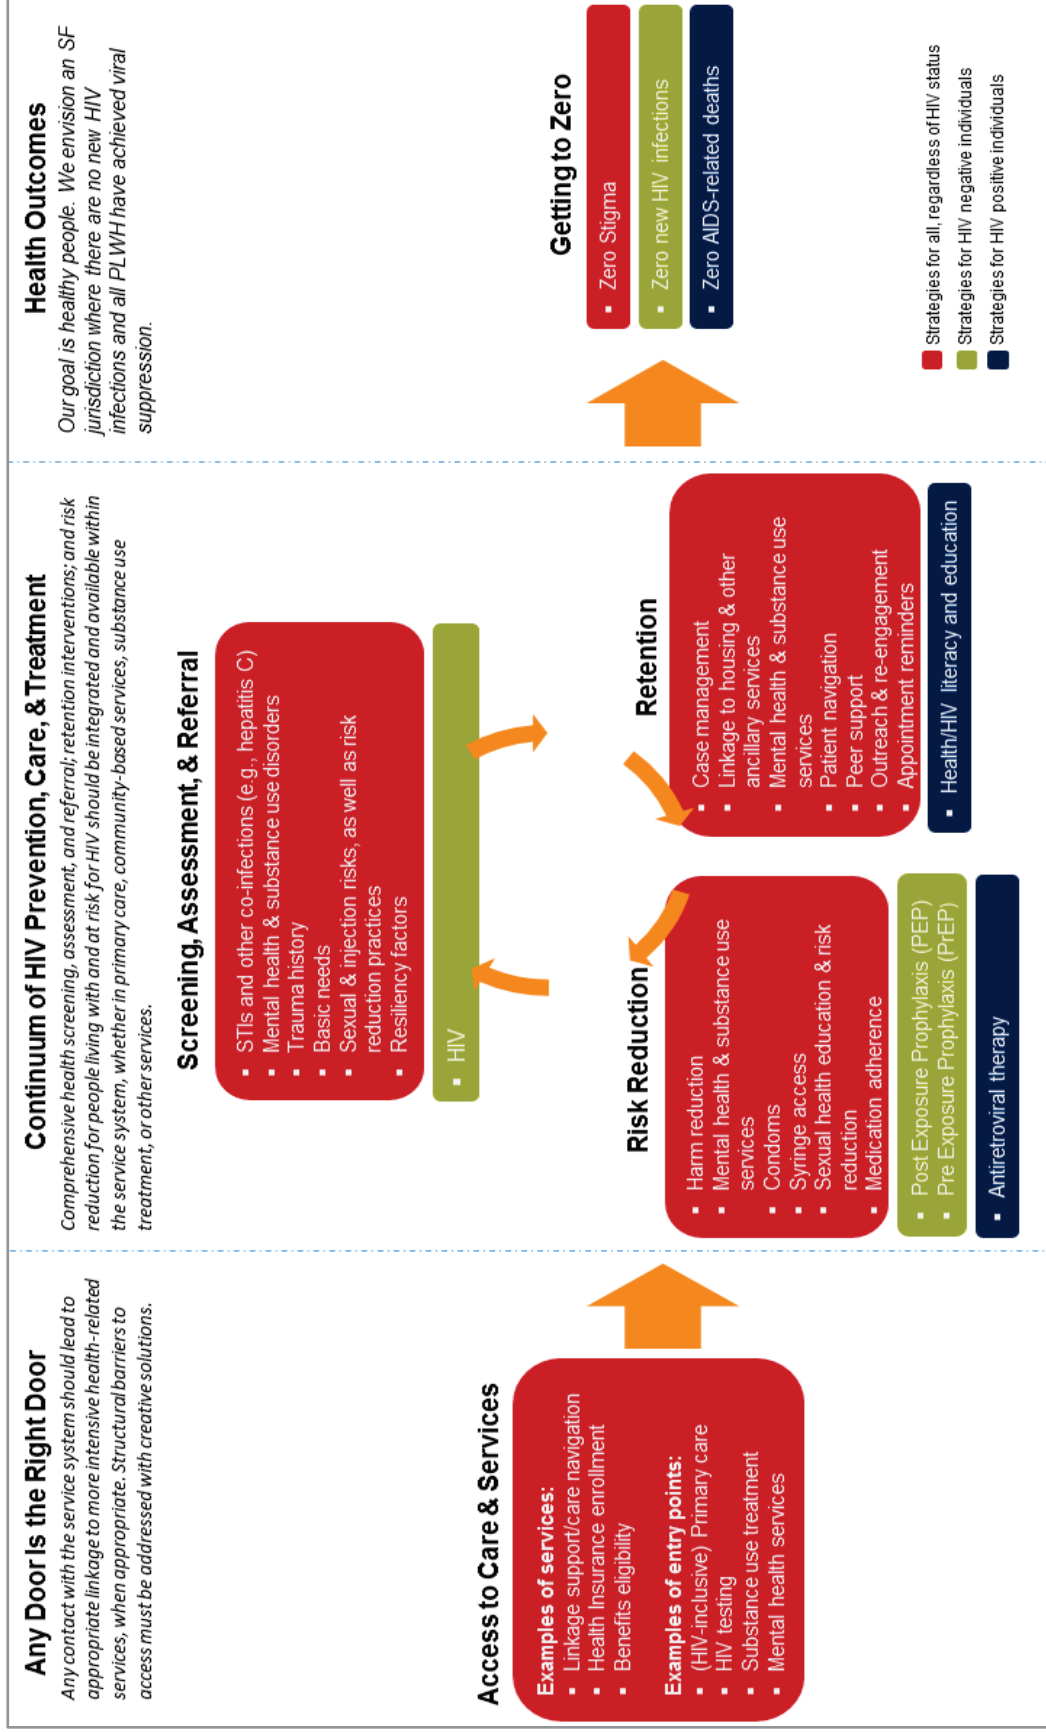 Any Door Is the Right Door
Any contact with the service system should lead to
appropriate linkage to more intensive health-related
services, when appropriate. Structural barriers to
access must be addressed with creative solutions.
Access to Care & Services
Examples of services:
▪ Linkage support/care navigation
▪ Health Insurance enrollment
▪ Benefits eligibility
Examples of entry points:
▪ (HIV-inclusive) Primary care
▪ HIV testing
▪ Substance use treatment
▪ Mental health services
Continuum of HIV Prevention, Care, & Treatment
Comprehensive health screening, assessment, and referral; retention interventions; and risk
reduction for people living with and at risk for HIV should be integrated and available within
the service system, whether in primary care, community-based services, substance use
treatment, or other services.
Screening, Assessment, & Referral
▪ STIs and other co-infections (e.g., hepatitis C)
▪ Mental health & substance use disorders
▪ Trauma history
▪ Basic needs
▪ Sexual & injection risks, as well as risk
reduction practices
▪ Resiliency factors
▪ HIV
Risk Reduction
▪ Harm reduction
▪ Mental health & substance use
services
▪ Condoms
▪ Syringe access
▪ Sexual health education & risk
reduction
▪ Medication adherence
▪ Post Exposure Prophylaxis (PEP)
▪ Pre Exposure Prophylaxis (PrEP)
▪ Antiretroviral therapy
Retention
▪ Case management
▪ Linkage to housing & other
ancillary services
▪ Mental health & substance use
services
▪ Patient navigation
▪ Peer support
▪ Outreach & re-engagement
▪ Appointment reminders
▪ Health/HIV literacy and education
Health Outcomes
Our goal is healthy people. We envision an SF
jurisdiction where there are no new HIV
infections and all PLWH have achieved viral
suppression.
Getting to Zero
▪ Zero Stigma
▪ Zero new HIV infections
▪ Zero AIDS-related deaths
Strategies for all, regardless of HIV status
Strategies for HIV negative individuals
Strategies for HIV positive individuals